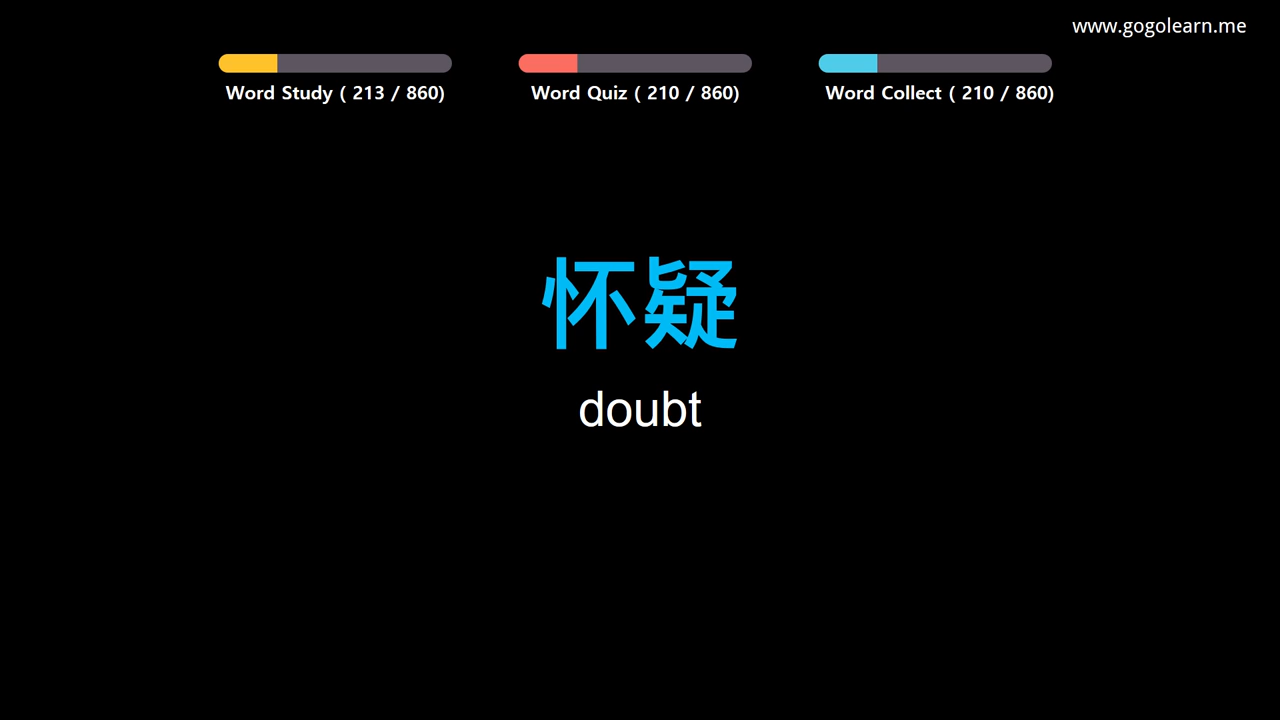 www.gogolearn.me
Word Study ( 213 / 860)
Word Quiz ( 210 / 860)
Word Collect ( 210 / 860)
怀疑
doubt